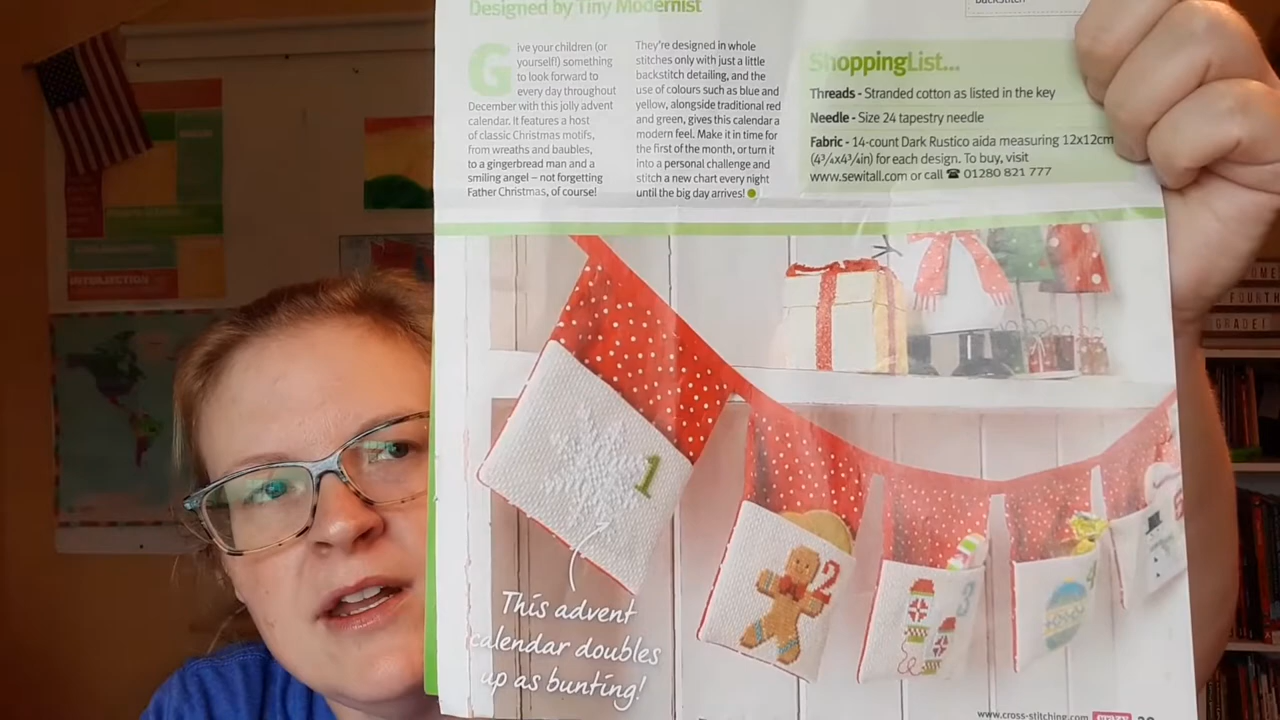 backstitch
Designed by Tiny Modernist
Give your children (or
yourself!) something
to look forward to
every day throughout
December with this jolly advent
calendar. It features a host
of classic Christmas motifs,
from wreaths and baubles,
to a gingerbread man and a
smiling angel – not forgetting
Father Christmas, of course!
They're designed in whole
stitches only with just a little
backstitch detailing, and the
use of colours such as blue and
yellow, alongside traditional red
and green, gives this calendar a
modern feel. Make it in time for
the first of the month, or turn it
into a personal challenge and
stitch a new chart every night
until the big day arrives!
ShoppingList...
Threads - Stranded cotton as listed in the key
Needle - Size 24 tapestry needle
Fabric - 14-count Dark Rustico aida measuring 12x12cm
(4¾x4¾in) for each design. To buy, visit
www.sewitall.com or call ☎ 01280 821 777
1
2
3
4
This advent
calendar doubles
up as bunting!
www.cross-stitching.com
FOURTH
GRADE!